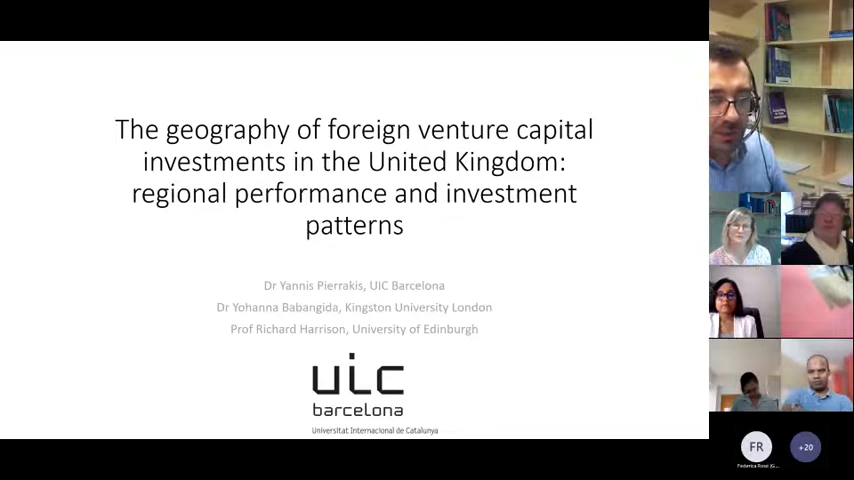 The geography of foreign venture capital
investments in the United Kingdom:
regional performance and investment
patterns
Dr Yannis Pierrakis, UIC Barcelona
Dr Yohanna Babangida, Kingston University London
Prof Richard Harrison, University of Edinburgh
uic
barcelona
Universitat Internacional de Catalunya
FR
+20
Federica Rossi (G...